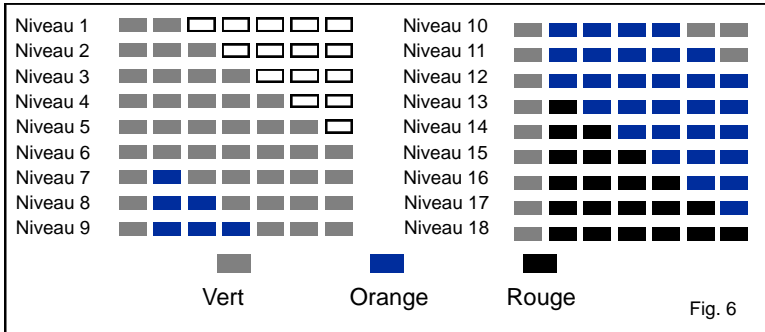 Niveau 1
Niveau 2
Niveau 3
Niveau 4
Niveau 5
Niveau 6
Niveau 7
Niveau 8
Niveau 9
Niveau 10
Niveau 11
Niveau 12
Niveau 13
Niveau 14
Niveau 15
Niveau 16
Niveau 17
Niveau 18
Vert Orange Rouge
Fig. 6